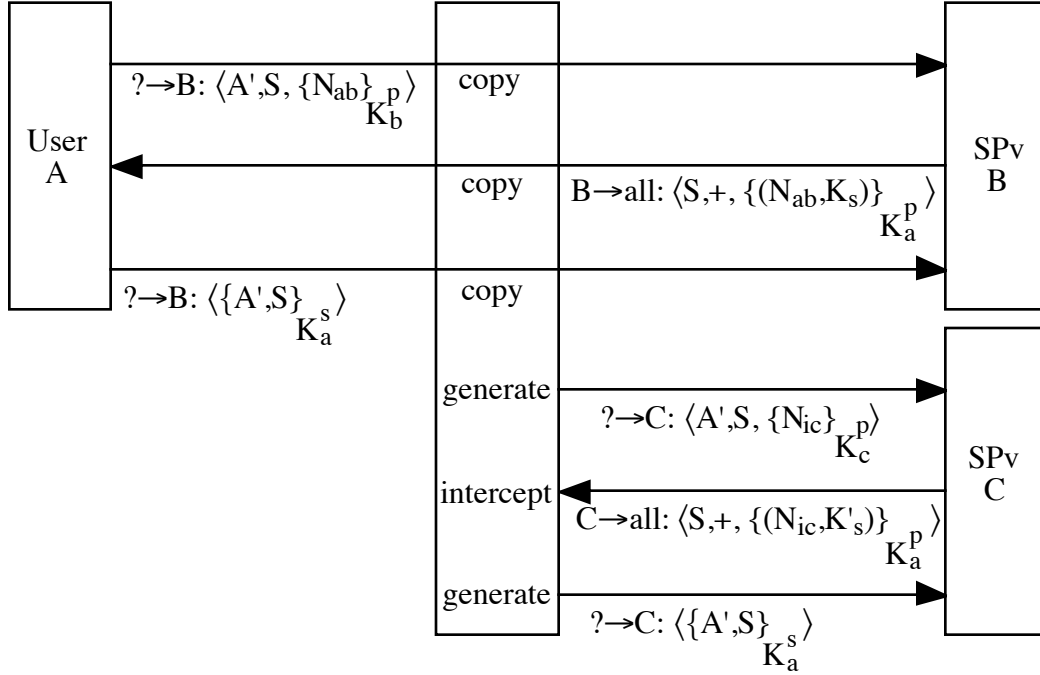 ?→B: ⟨A',S, {N_ab}_{K_b^p}⟩
copy
User
A
SPv
B
copy
B→all: ⟨S,+, {(N_ab,K_s)}_{K_a^p}⟩
?→B: ⟨{A',S}_{K_a^s}⟩
copy
generate
?→C: ⟨A',S, {N_ic}_{K_c^p}⟩
SPv
C
intercept
C→all: ⟨S,+, {(N_ic,K'_s)}_{K_a^p}⟩
generate
?→C: ⟨{A',S}_{K_a^s}⟩